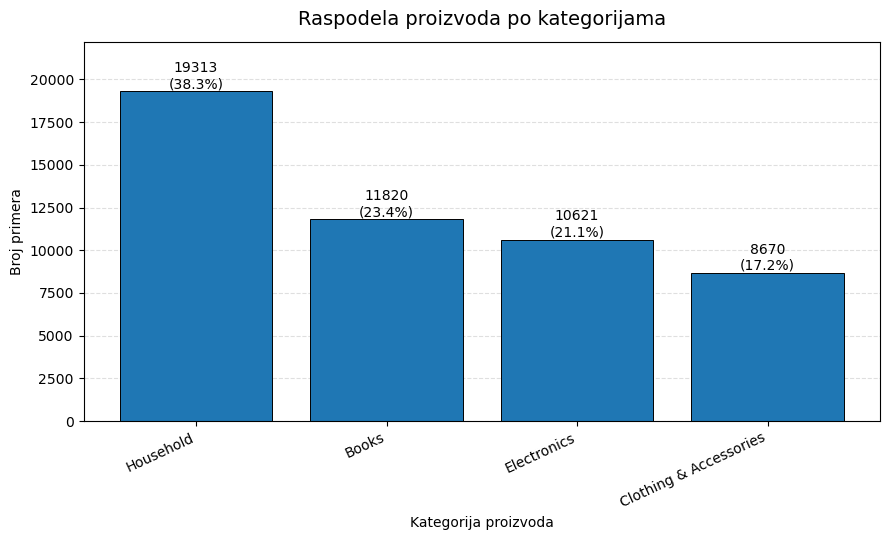 Raspodela proizvoda po kategorijama
Broj primera
20000
17500
15000
12500
10000
7500
5000
2500
0
19313
(38.3%)
11820
(23.4%)
10621
(21.1%)
8670
(17.2%)
Household
Books
Electronics
Clothing & Accessories
Kategorija proizvoda